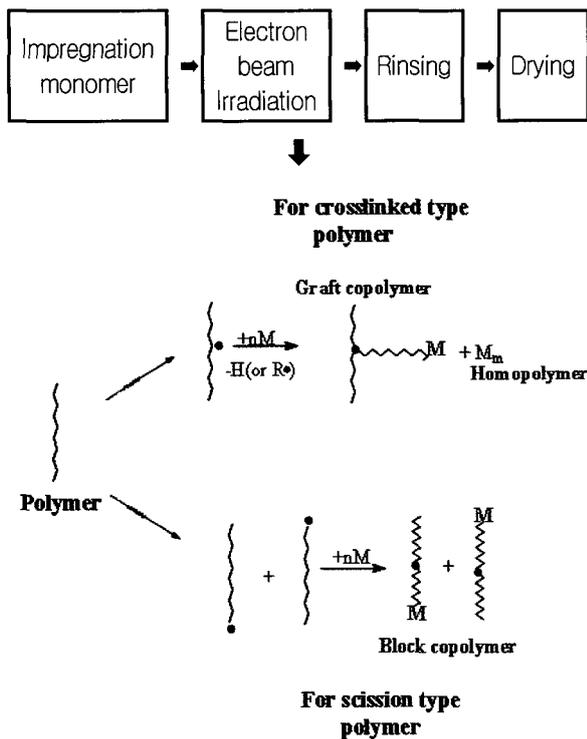 Impregnation
monomer
Electron
beam
Irradiation
Rinsing
Drying
For crosslinked type
polymer
Graft copolymer
+nM
-H(or R•)
M
+ Mm
Homopolymer
Polymer
+
+nM
M
+
M
Block copolymer
For scission type
polymer